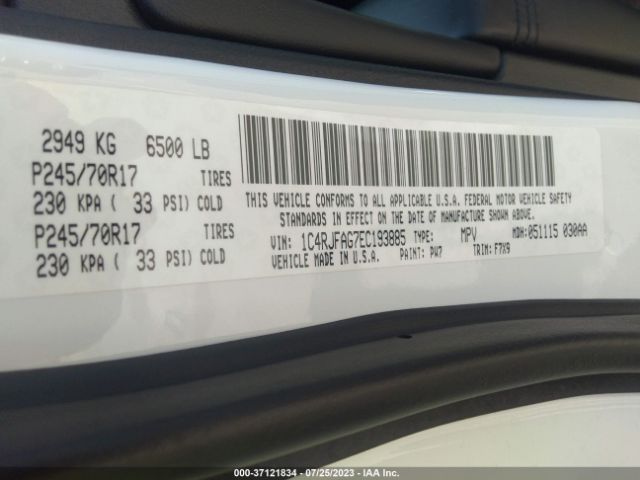 2949 KG 6500 LB
P245/70R17 TIRES
230 KPA ( 33 PSI) COLD
P245/70R17 TIRES
230 KPA ( 33 PSI) COLD
THIS VEHICLE CONFORMS TO ALL APPLICABLE U.S.A. FEDERAL MOTOR VEHICLE SAFETY
STANDARDS IN EFFECT ON THE DATE OF MANUFACTURE SHOWN ABOVE.
VIN: 1C4RJFAG7EC193885 TYPE: MPV MDH: 051115 030AA
VEHICLE MADE IN U.S.A. PAINT: PW7 TRIM: F7X9
000-37121834 | 07/25/2023 | IAA Inc.